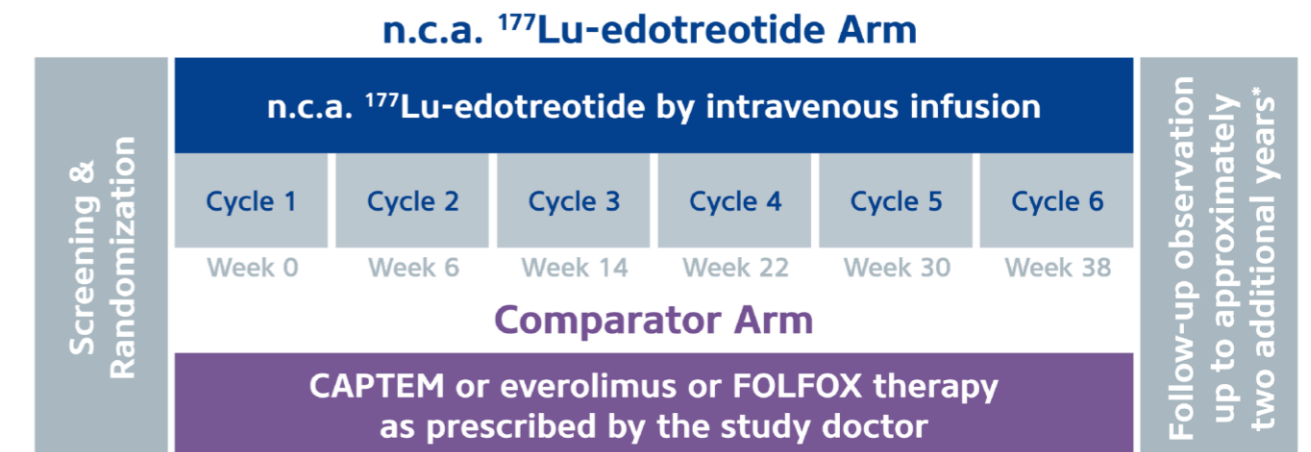 n.c.a. ¹⁷⁷Lu-edotreotide Arm
Screening &
Randomization
n.c.a. ¹⁷⁷Lu-edotreotide by intravenous infusion
Cycle 1 Cycle 2 Cycle 3 Cycle 4 Cycle 5 Cycle 6
Week 0 Week 6 Week 14 Week 22 Week 30 Week 38
Comparator Arm
CAPTEM or everolimus or FOLFOX therapy
as prescribed by the study doctor
Follow-up observation
up to approximately
two additional years*